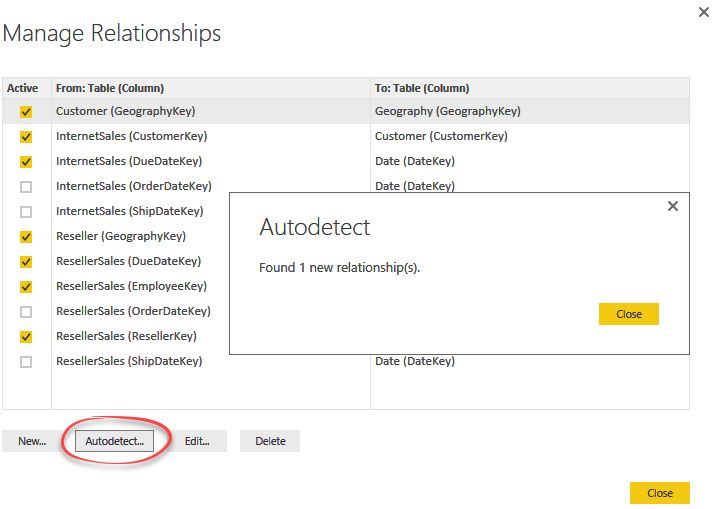 Manage Relationships
Active From: Table (Column) To: Table (Column)
Customer (GeographyKey) Geography (GeographyKey)
InternetSales (CustomerKey) Customer (CustomerKey)
InternetSales (DueDateKey) Date (DateKey)
InternetSales (OrderDateKey) Date (DateKey)
InternetSales (ShipDateKey)
Reseller (GeographyKey)
ResellerSales (DueDateKey)
ResellerSales (EmployeeKey)
ResellerSales (OrderDateKey)
ResellerSales (ResellerKey)
ResellerSales (ShipDateKey) Date (DateKey)
Autodetect
Found 1 new relationship(s).
Close
New... Autodetect... Edit... Delete
Close